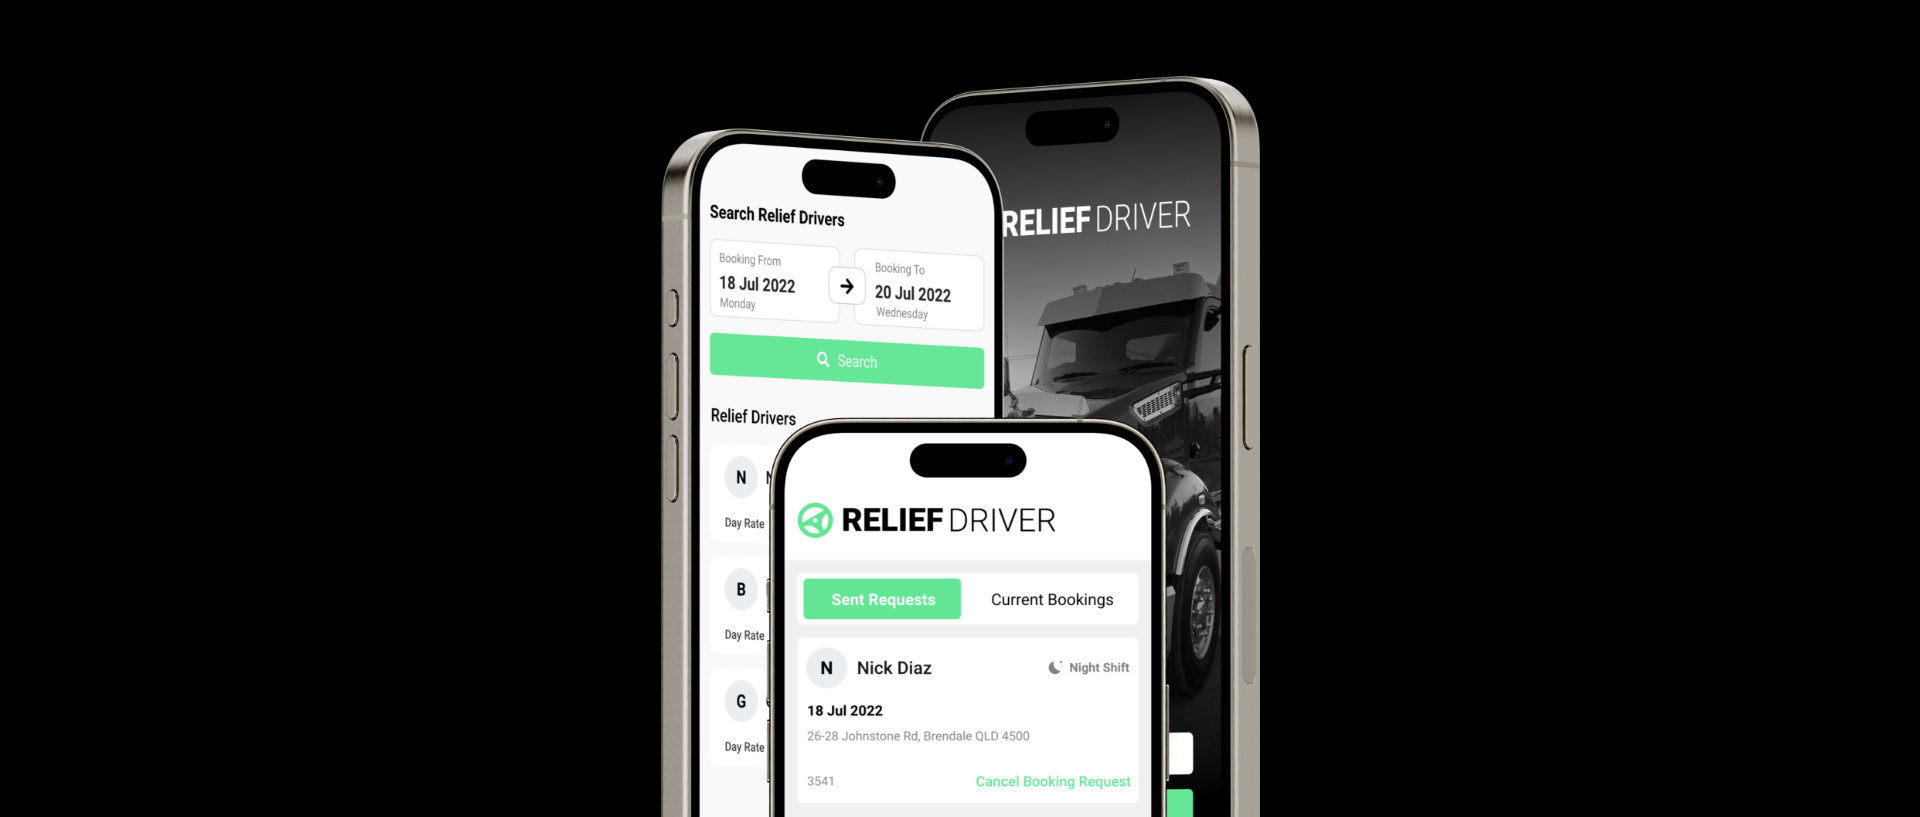 Search Relief Drivers
Booking From
18 Jul 2022
Monday
Booking To
20 Jul 2022
Wednesday
Search
Relief Drivers
N
Day Rate
B
Day Rate
G
Day Rate
RELIEF DRIVER
RELIEF DRIVER
Sent Requests
Current Bookings
N
Nick Diaz
Night Shift
18 Jul 2022
26-28 Johnstone Rd, Brendale QLD 4500
3541
Cancel Booking Request